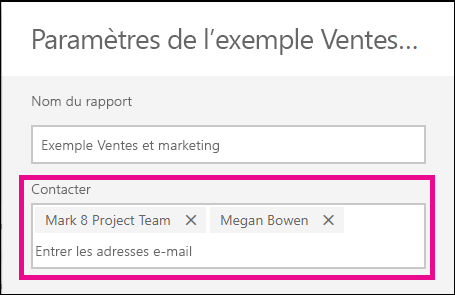 Paramètres de l’exemple Ventes...
Nom du rapport
Exemple Ventes et marketing
Contacter
Mark 8 Project Team × Megan Bowen ×
Entrer les adresses e-mail